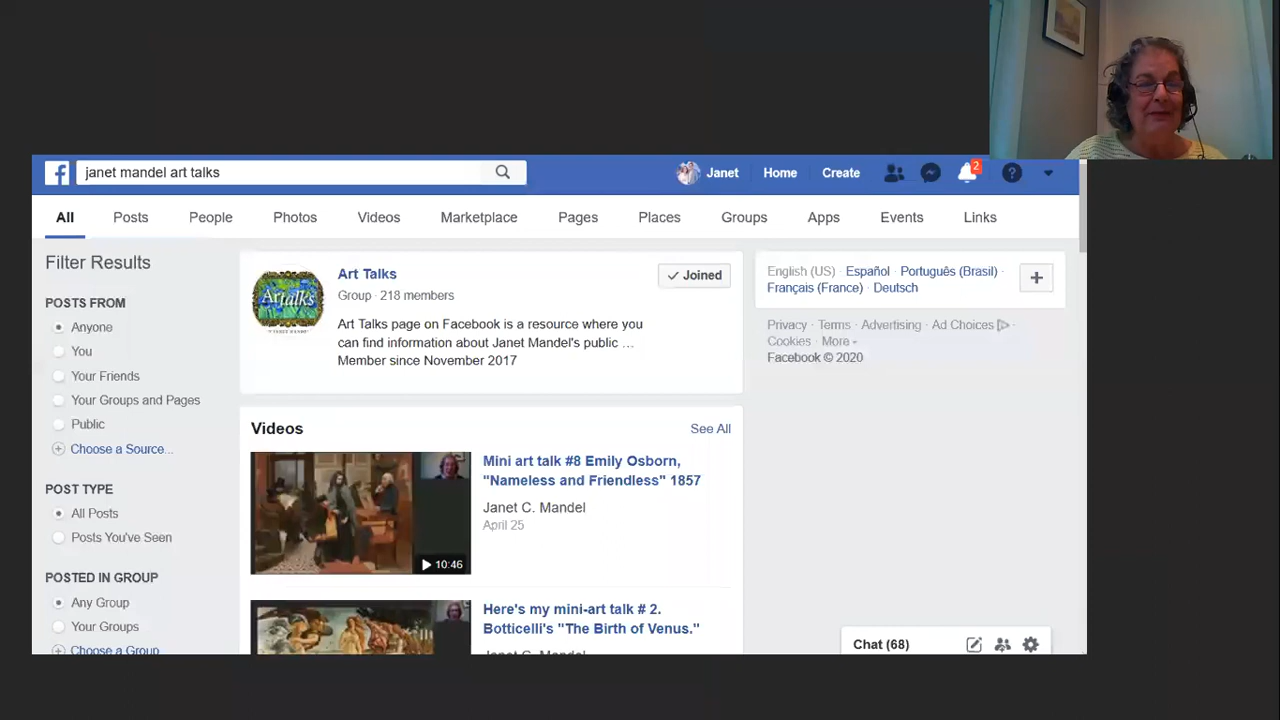 janet mandel art talks
Janet Home Create 2
All Posts People Photos Videos Marketplace Pages Places Groups Apps Events Links
Filter Results
POSTS FROM
Anyone
You
Your Friends
Your Groups and Pages
Public
Choose a Source...
POST TYPE
All Posts
Posts You've Seen
POSTED IN GROUP
Any Group
Your Groups
Choose a Group
Artalks
Art Talks
Joined
Group · 218 members
Art Talks page on Facebook is a resource where you
can find information about Janet Mandel's public ...
Member since November 2017
Videos
See All
10:46
Mini art talk #8 Emily Osborn,
"Nameless and Friendless" 1857
Janet C. Mandel
April 25
Here's my mini-art talk # 2.
Botticelli's "The Birth of Venus."
Janet C. Mandel
English (US) · Español · Português (Brasil) ·
Français (France) · Deutsch
Privacy · Terms · Advertising · Ad Choices ·
Cookies · More
Facebook © 2020
Chat (68)